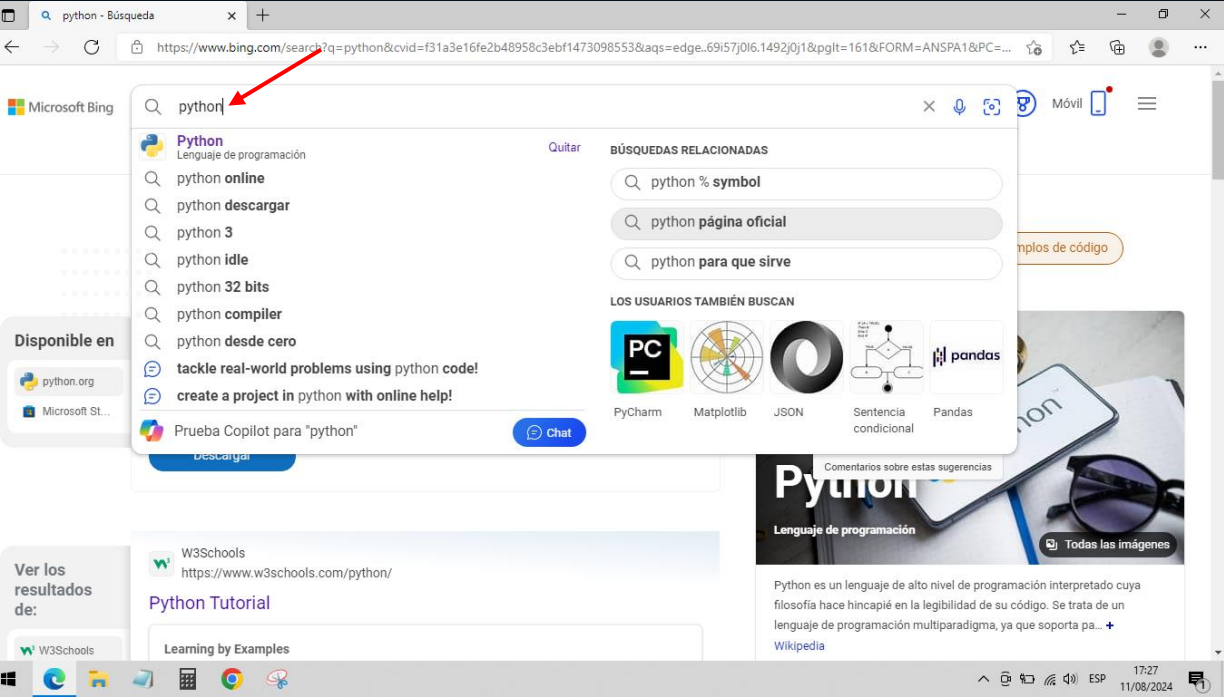 python - Búsqueda
https://www.bing.com/search?q=python&cvid=f31a3e16fe2b48958c3ebf1473098553&aqs=edge..69i57j0l6.1492j0j1&pglt=161&FORM=ANSPA1&PC=...
Microsoft Bing
python
Móvil
Python
Lenguaje de programación
Quitar
python online
python descargar
python 3
python idle
python 32 bits
python compiler
python desde cero
tackle real-world problems using python code!
create a project in python with online help!
Prueba Copilot para "python"
Chat
BÚSQUEDAS RELACIONADAS
python % symbol
python página oficial
python para que sirve
LOS USUARIOS TAMBIÉN BUSCAN
PC
pandas
PyCharm
Matplotlib
JSON
Sentencia
condicional
Pandas
Comentarios sobre estas sugerencias
mplos de código
Disponible en
python.org
Microsoft St...
Descargar
Ver los
resultados
de:
W3Schools
W3Schools
https://www.w3schools.com/python/
Python Tutorial
Learning by Examples
Python
Lenguaje de programación
Todas las imágenes
Python es un lenguaje de alto nivel de programación interpretado cuya
filosofía hace hincapié en la legibilidad de su código. Se trata de un
lenguaje de programación multiparadigma, ya que soporta pa... +
Wikipedia
ESP
17:27
11/08/2024
1